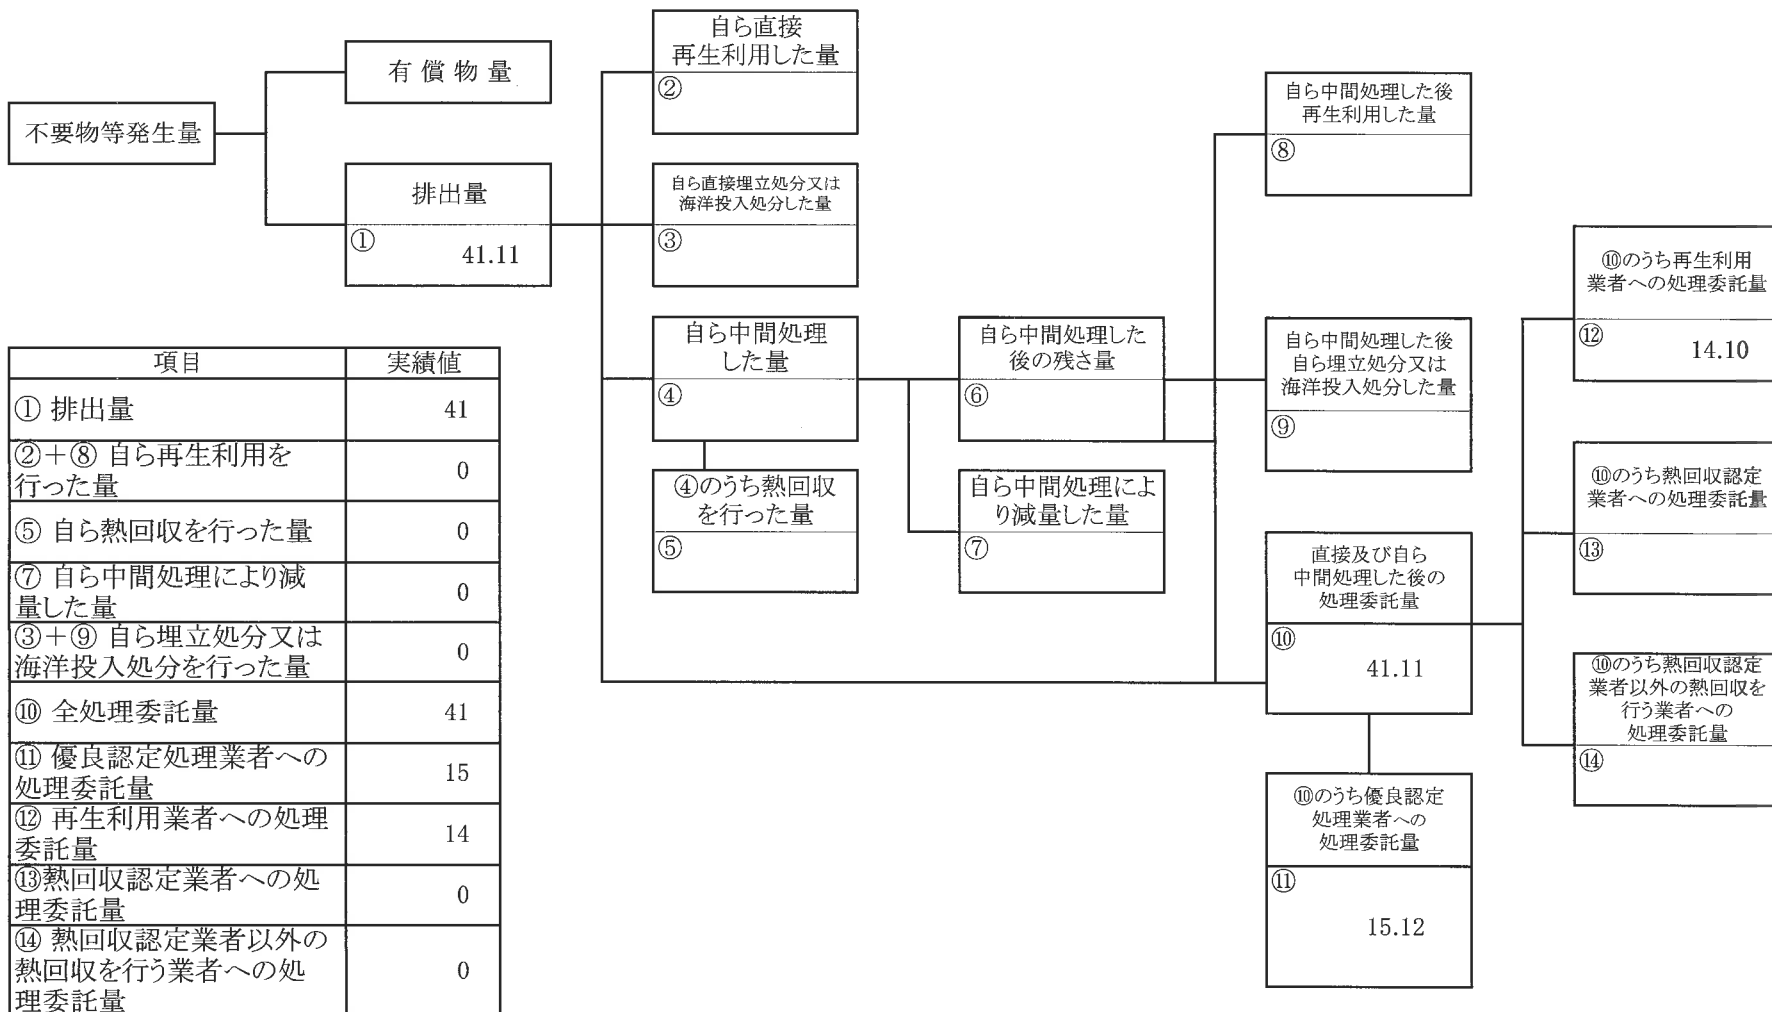 不要物等発生量
有償物量
排出量
①
41.11
自ら直接
再生利用した量
②
自ら直接埋立処分又は
海洋投入処分した量
③
自ら中間処理
した量
④
④のうち熱回収
を行った量
⑤
自ら中間処理した
後の残さ量
⑥
自ら中間処理によ
り減量した量
⑦
自ら中間処理した後
再生利用した量
⑧
自ら中間処理した後
自ら埋立処分又は
海洋投入処分した量
⑨
直接及び自ら
中間処理した後の
処理委託量
⑩
41.11
⑩のうち優良認定
処理業者への
処理委託量
⑪
15.12
⑩のうち再生利用
業者への処理委託量
⑫
14.10
⑩のうち熱回収認定
業者への処理委託量
⑬
⑩のうち熱回収認定
業者以外の熱回収を
行う業者への
処理委託量
⑭
項目 実績値
① 排出量 41
②＋⑧ 自ら再生利用を
行った量 0
⑤ 自ら熱回収を行った量 0
⑦ 自ら中間処理により減
量した量 0
③＋⑨ 自ら埋立処分又は
海洋投入処分を行った量 0
⑩ 全処理委託量 41
⑪ 優良認定処理業者への
処理委託量 15
⑫ 再生利用業者への処理
委託量 14
⑬熱回収認定業者への処
理委託量 0
⑭ 熱回収認定業者以外の
熱回収を行う業者への処 0
理委託量